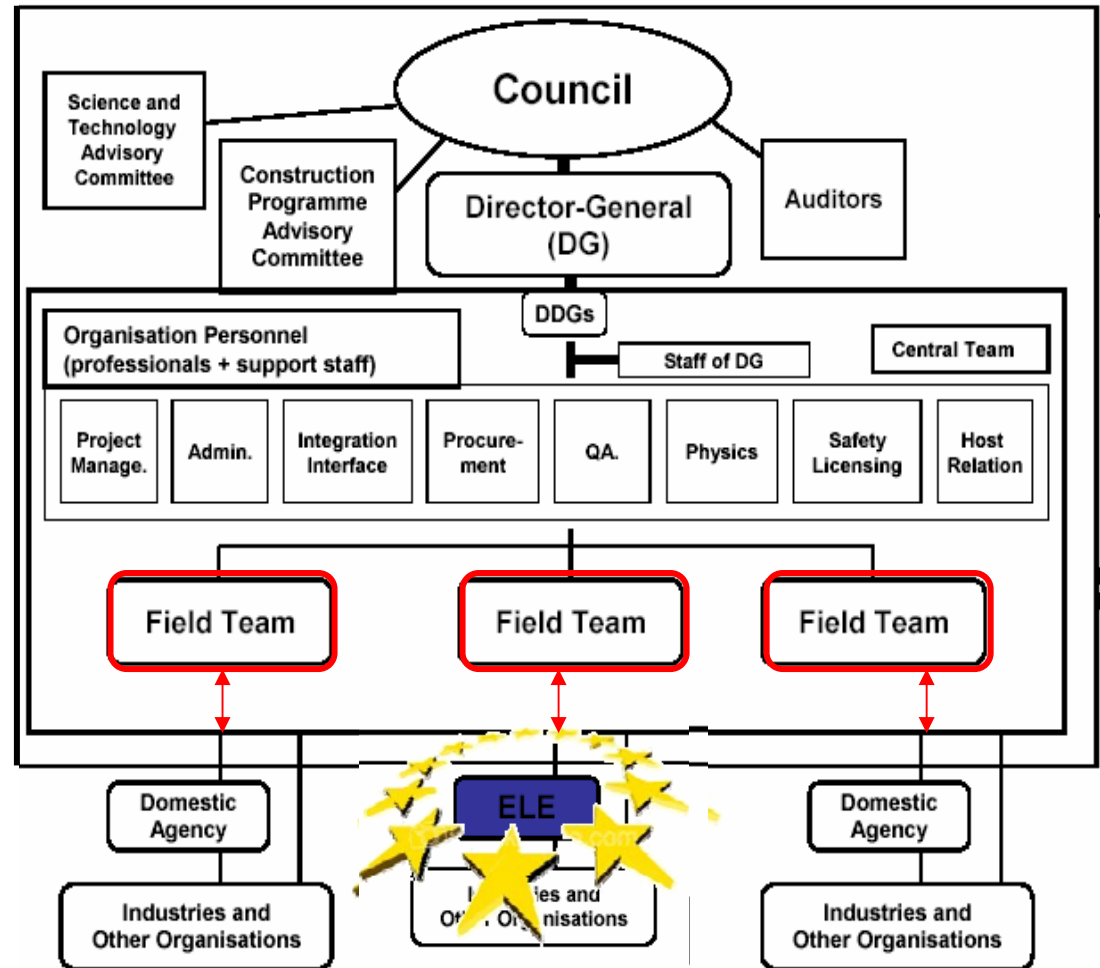 Council
Science and
Technology
Advisory
Committee
Construction
Programme
Advisory
Committee
Director-General
(DG)
Auditors
DDGs
Organisation Personnel
(professionals + support staff)
Staff of DG
Central Team
Project
Manage.
Admin.
Integration
Interface
Procure-
ment
QA.
Physics
Safety
Licensing
Host
Relation
Field Team
Field Team
Field Team
Domestic
Agency
ELE
Domestic
Agency
Industries and
Other Organisations
and
nisations
Industries and
Other Organisations